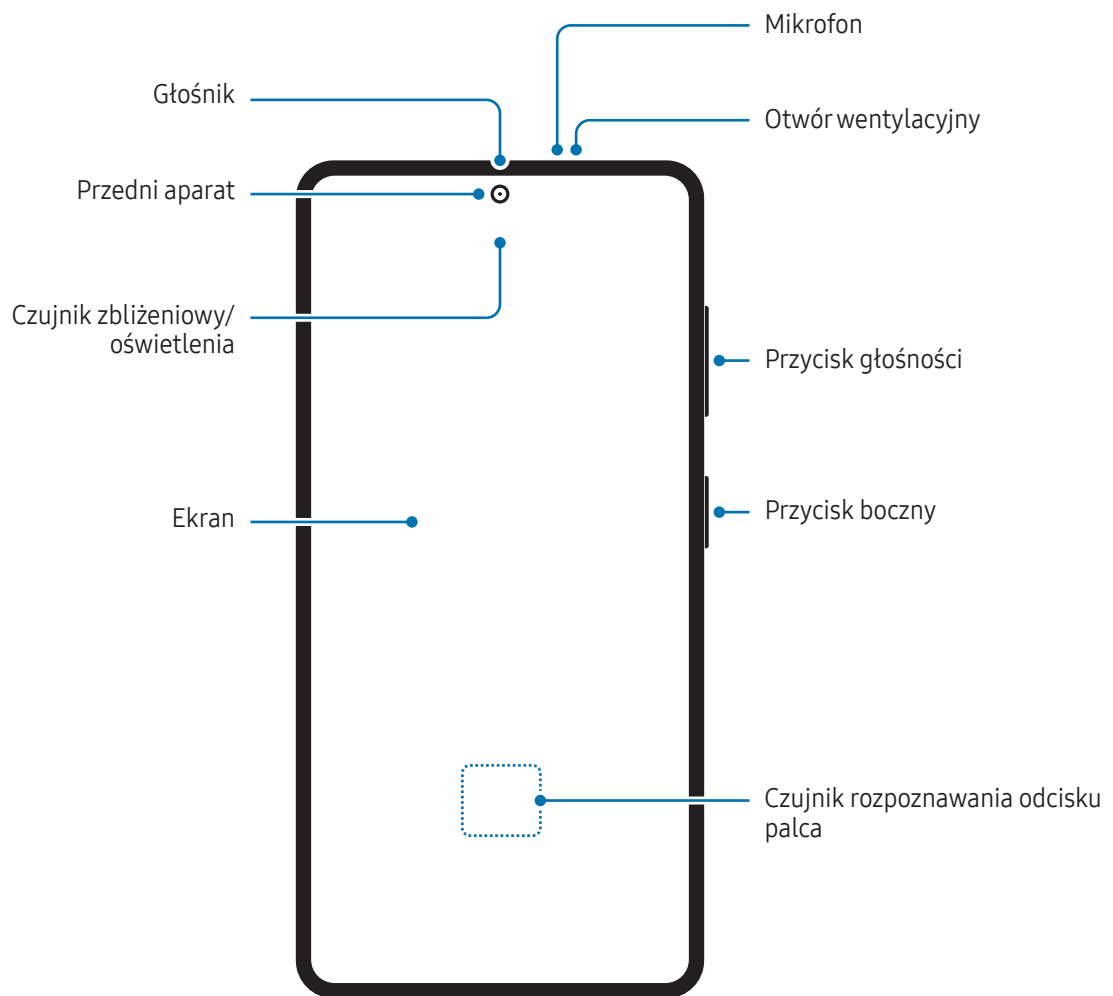 Mikrofon
Głośnik
Otwór wentylacyjny
Przedni aparat
Czujnik zbliżeniowy/
oświetlenia
Przycisk głośności
Ekran
Przycisk boczny
Czujnik rozpoznawania odcisku
palca